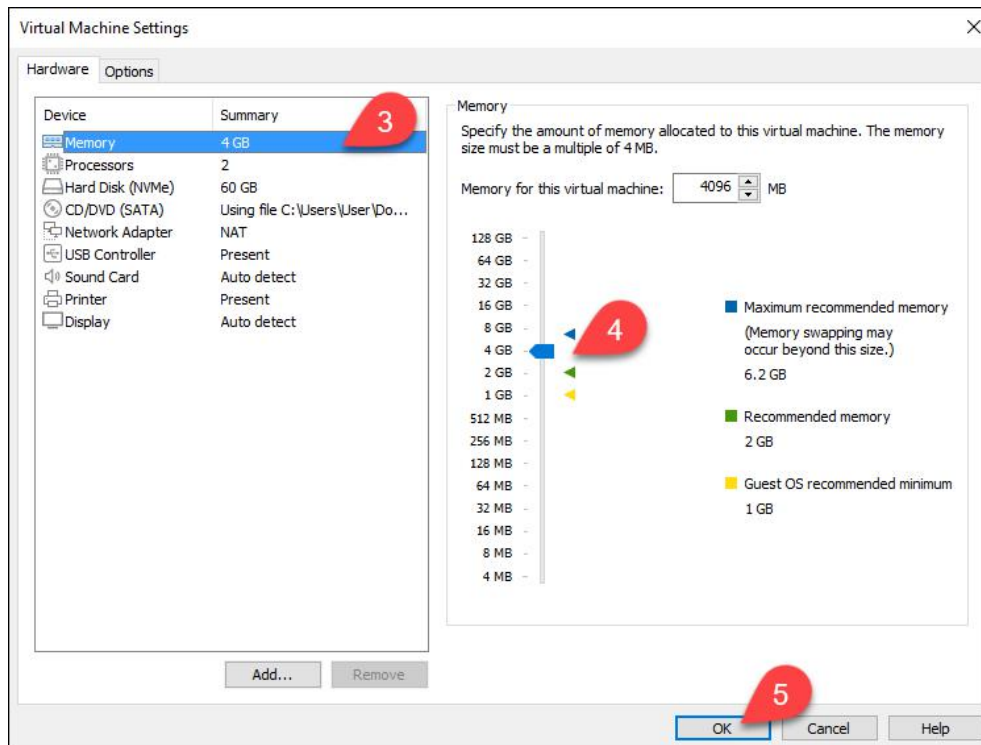 Virtual Machine Settings
Hardware Options
Device Summary
Memory 4 GB
3
Processors 2
Hard Disk (NVMe) 60 GB
CD/DVD (SATA) Using file C:\Users\User\Do...
Network Adapter NAT
USB Controller Present
Sound Card Auto detect
Printer Present
Display Auto detect
Add... Remove
Memory
Specify the amount of memory allocated to this virtual machine. The memory
size must be a multiple of 4 MB.
Memory for this virtual machine: 4096 MB
128 GB
64 GB
32 GB
16 GB
8 GB
4 GB
2 GB
1 GB
512 MB
256 MB
128 MB
64 MB
32 MB
16 MB
8 MB
4 MB
4
Maximum recommended memory
(Memory swapping may
occur beyond this size.)
6.2 GB
Recommended memory
2 GB
Guest OS recommended minimum
1 GB
5
OK Cancel Help